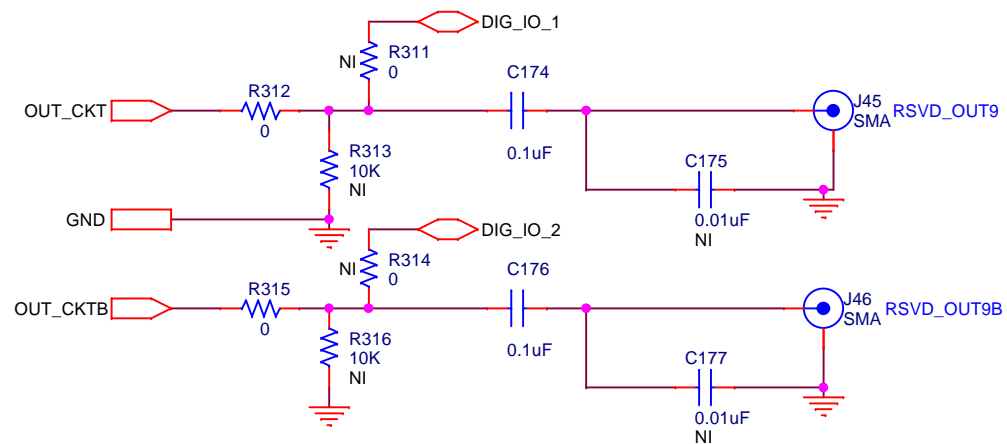 DIG_IO_1
NI
R311
0
C174
R312
OUT_CKT
0
0.1uF
J45
SMA
RSVD_OUT9
R313
10K
NI
C175
0.01uF
NI
GND
DIG_IO_2
NI
R314
0
C176
R315
OUT_CKTB
0
0.1uF
J46
SMA
RSVD_OUT9B
R316
10K
NI
C177
0.01uF
NI